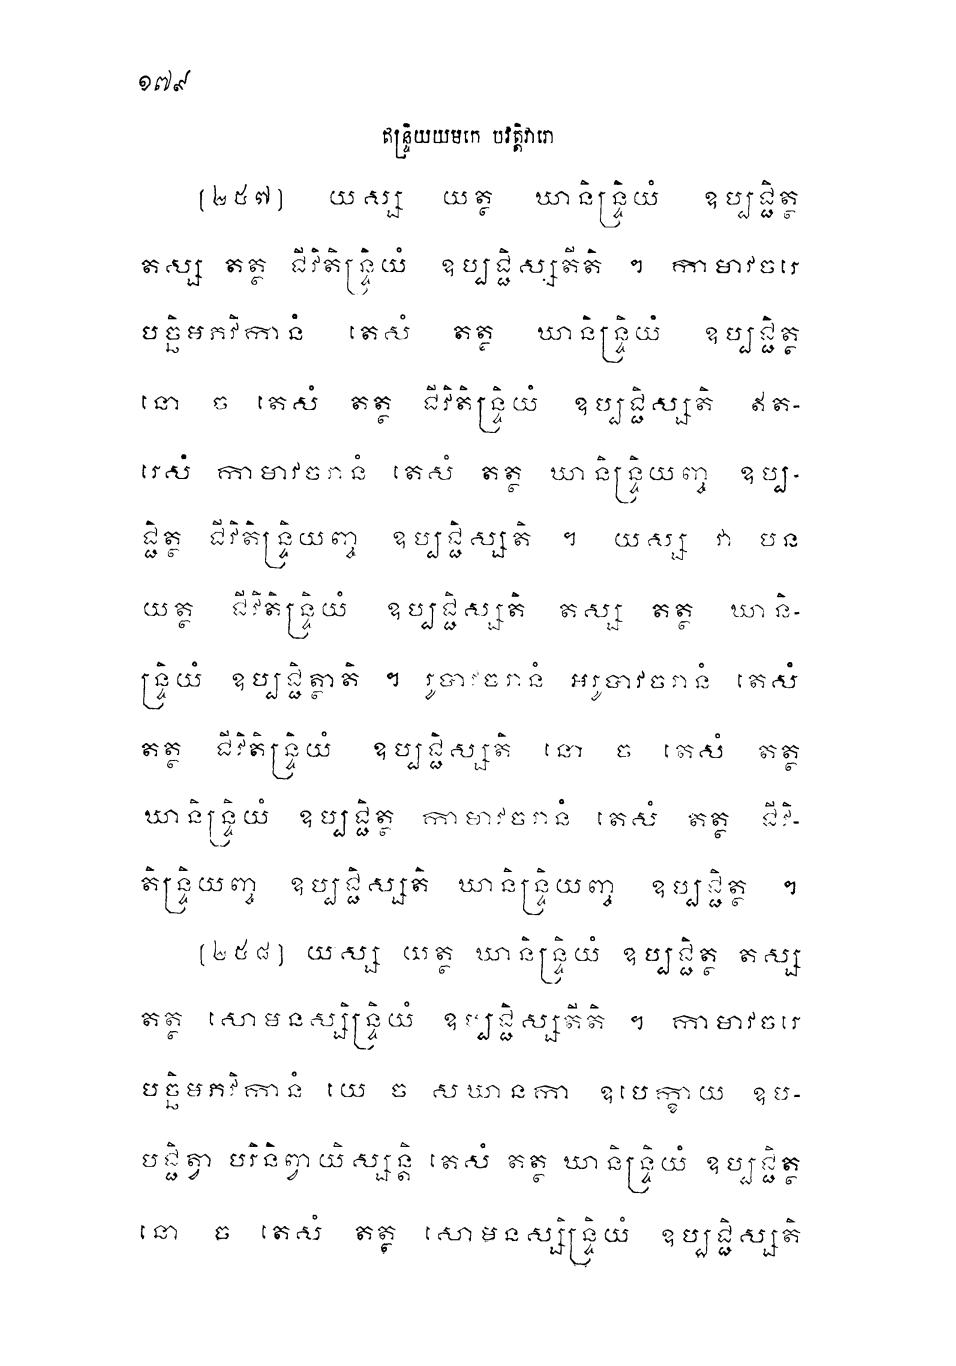 ១៧៩
ឥន្ទ្រិយយមកេ បវត្តិវារោ
(២៥៧) យស្ស យត្ថ ឃានិន្ទ្រិយំ ឧប្បជ្ជិត្ថ
តស្ស តត្ថ ជីវិតិន្ទ្រិយំ ឧប្បជ្ជិស្សតីតិ ។ កាមាវចរេ
បច្ឆិមភវិកានំ តេសំ តត្ថ ឃានិន្ទ្រិយំ ឧប្បជ្ជិត្ថ
នោ ច តេសំ តត្ថ ជីវិតិន្ទ្រិយំ ឧប្បជ្ជិស្សតិ ឥត-
រេសំ កាមាវចរានំ តេសំ តត្ថ ឃានិន្ទ្រិយញ្ច ឧប្ប-
ជ្ជិត្ថ ជីវិតិន្ទ្រិយញ្ច ឧប្បជ្ជិស្សតិ ។ យស្ស វា បន
យត្ថ ជីវិតិន្ទ្រិយំ ឧប្បជ្ជិស្សតិ តស្ស តត្ថ ឃានិ-
ន្ទ្រិយំ ឧប្បជ្ជិត្ថាតិ ។ រូបាវចរានំ អរូបាវចរានំ តេសំ
តត្ថ ជីវិតិន្ទ្រិយំ ឧប្បជ្ជិស្សតិ នោ ច តេសំ តត្ថ
ឃានិន្ទ្រិយំ ឧប្បជ្ជិត្ថ កាមាវចរានំ តេសំ តត្ថ ជីវិ-
តិន្ទ្រិយញ្ច ឧប្បជ្ជិស្សតិ ឃានិន្ទ្រិយញ្ច ឧប្បជ្ជិត្ថ ។
(២៥៨) យស្ស យត្ថ ឃានិន្ទ្រិយំ ឧប្បជ្ជិត្ថ តស្ស
តត្ថ សោមនស្សិន្ទ្រិយំ ឧប្បជ្ជិស្សតីតិ ។ កាមាវចរេ
បច្ឆិមភវិកានំ យេ ច សឃានកា ឧបេក្ខាយ ឧប-
បជ្ជិត្វា បរិនិព្វាយិស្សន្តិ តេសំ តត្ថ ឃានិន្ទ្រិយំ ឧប្បជ្ជិត្ថ
នោ ច តេសំ តត្ថ សោមនស្សិន្ទ្រិយំ ឧប្បជ្ជិស្សតិ